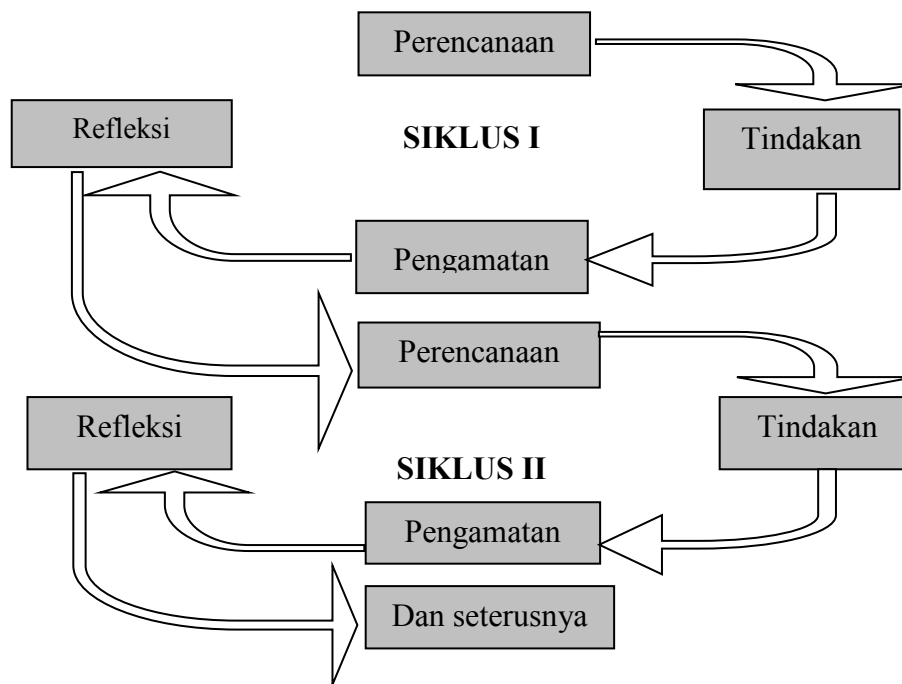 Perencanaan
Refleksi
SIKLUS I
Tindakan
Pengamatan
Perencanaan
Refleksi
Tindakan
SIKLUS II
Pengamatan
Dan seterusnya